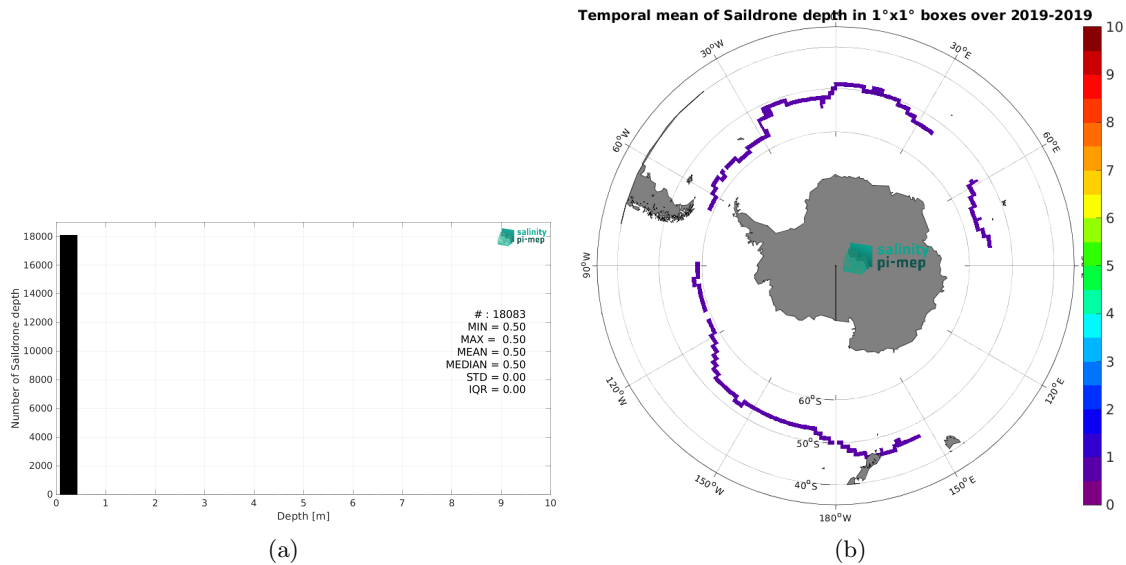 18000
16000
14000
12000
10000
8000
6000
4000
2000
0
Number of Saildrone depth
salinity
pi-mep
# : 18083
MIN = 0.50
MAX = 0.50
MEAN = 0.50
MEDIAN = 0.50
STD = 0.00
IQR = 0.00
0 1 2 3 4 5 6 7 8 9 10
Depth [m]
(a)
Temporal mean of Saildrone depth in 1°x1° boxes over 2019-2019
30°W
30°E
60°W
60°E
90°W
salinity
pi-mep
120°W
120°E
60°S
50°S
40°S
150°W
150°E
180°W
10
9
8
7
6
5
4
3
2
1
0
(b)